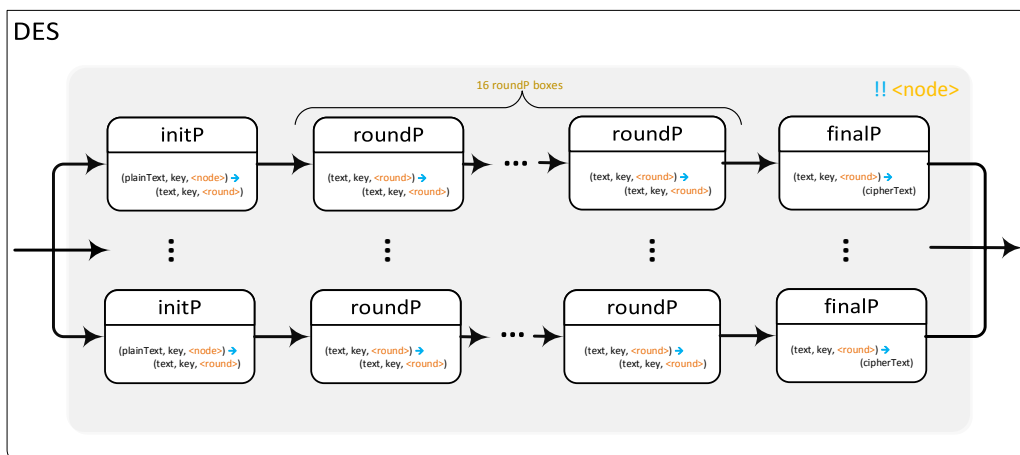 DES
16 roundP boxes
!! <node>
initP
roundP
roundP
finalP
(plainText, key, <node>) ➔
(text, key, <round>)
(text, key, <round>) ➔
(text, key, <round>)
...
(text, key, <round>) ➔
(text, key, <round>)
(text, key, <round>) ➔
(cipherText)
initP
roundP
roundP
finalP
(plainText, key, <node>) ➔
(text, key, <round>)
(text, key, <round>) ➔
(text, key, <round>)
...
(text, key, <round>) ➔
(text, key, <round>)
(text, key, <round>) ➔
(cipherText)